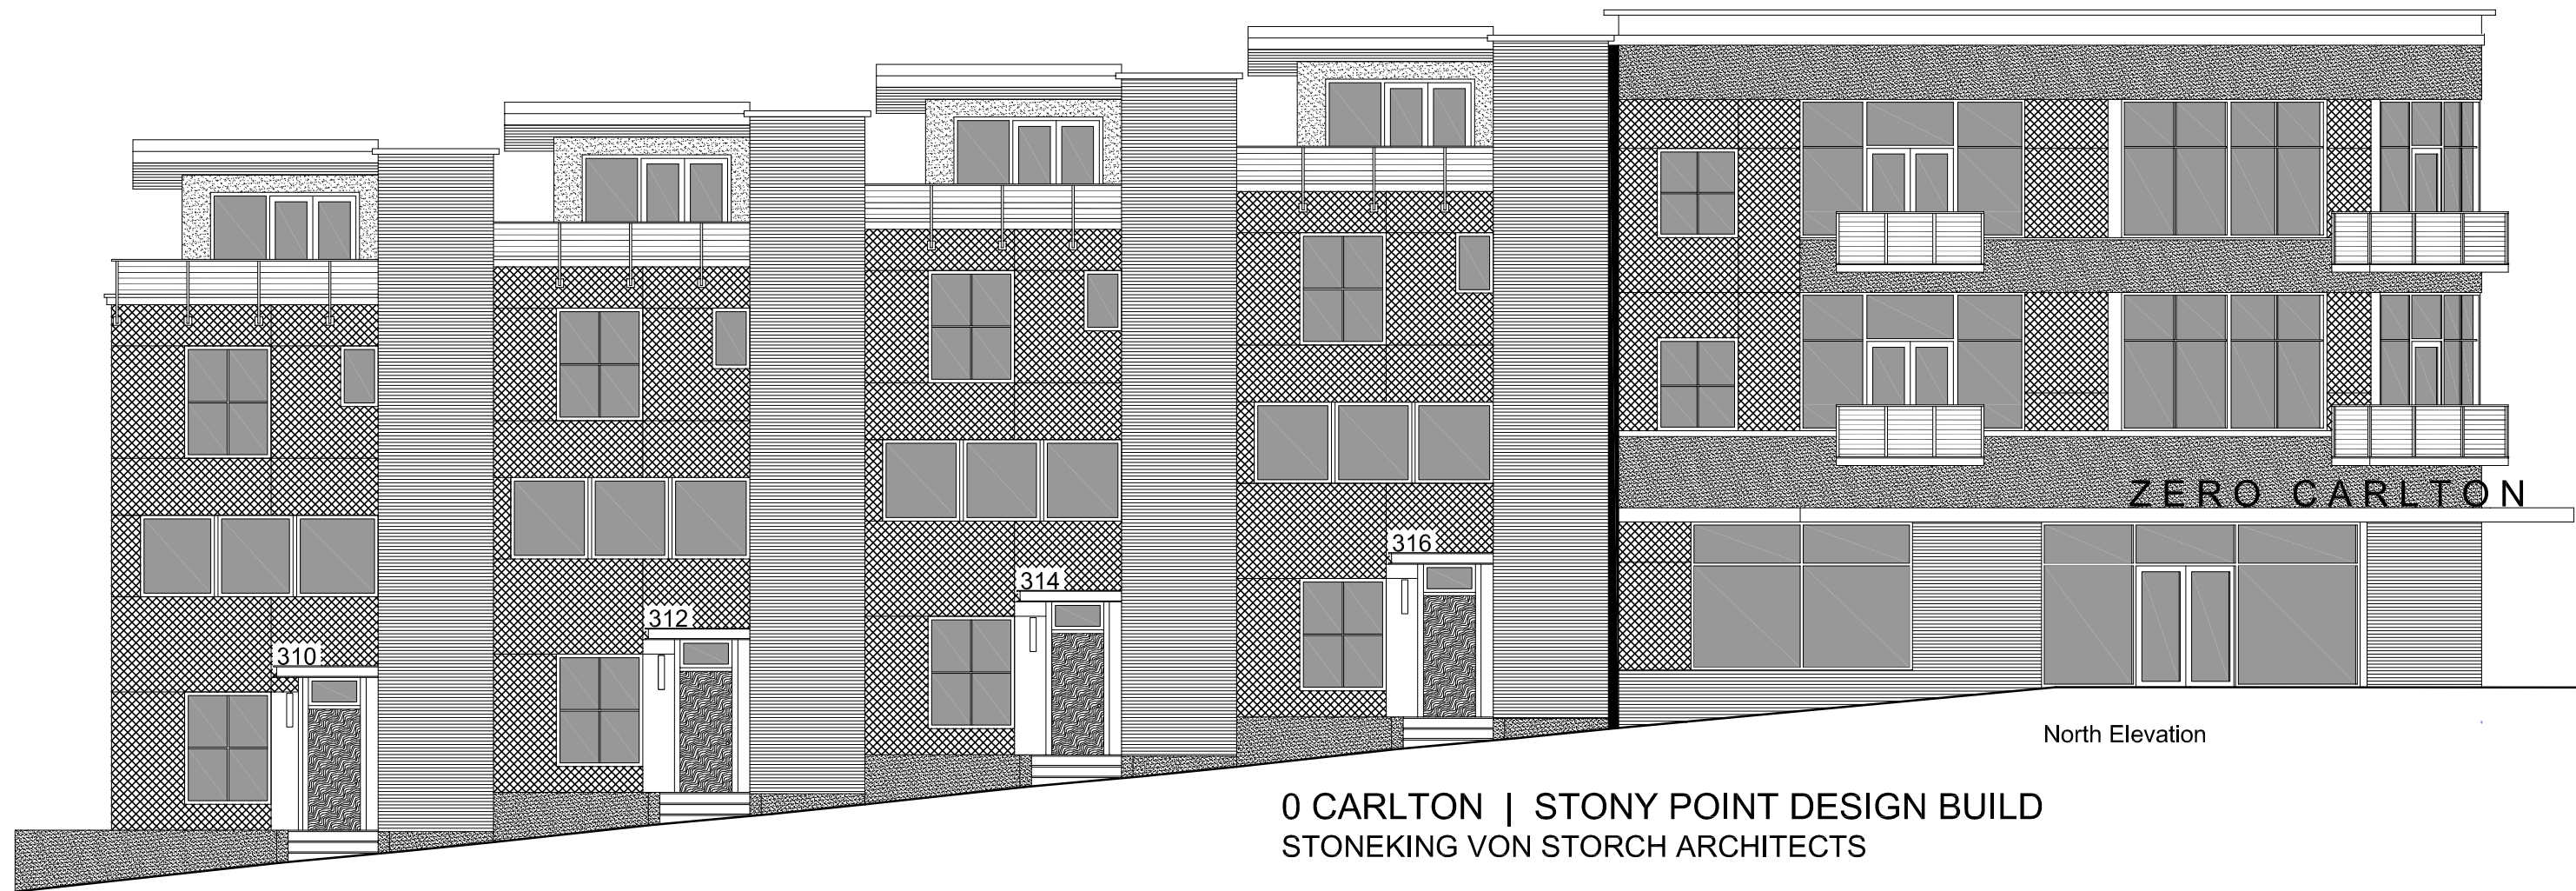 ZERO CARLTON
316
314
312
310
North Elevation
0 CARLTON | STONY POINT DESIGN BUILD
STONEKING VON STORCH ARCHITECTS